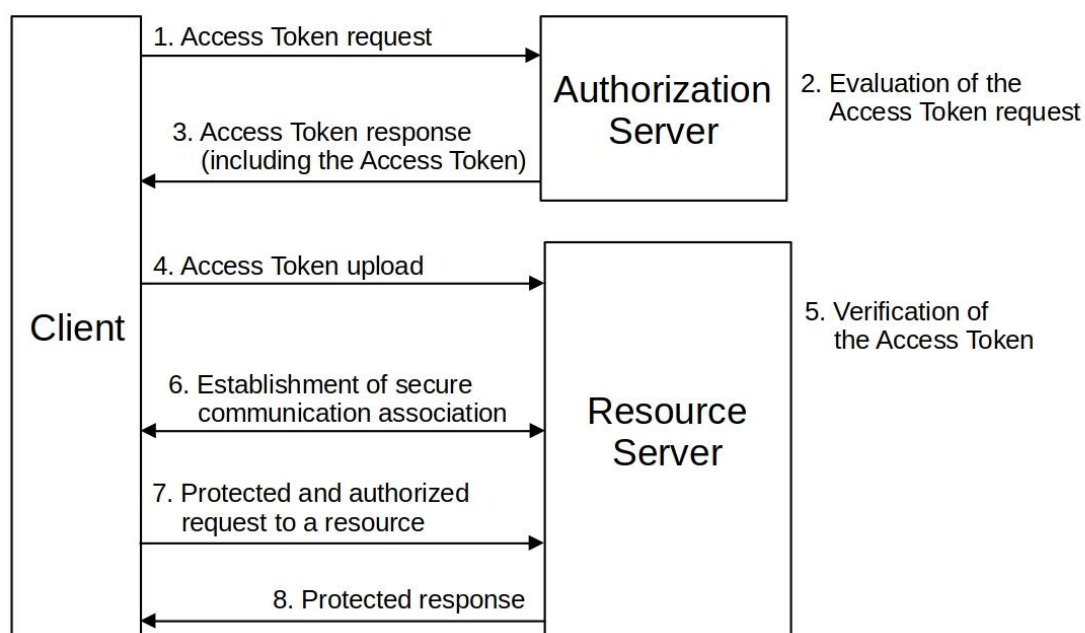 1. Access Token request
Authorization
Server
2. Evaluation of the
Access Token request
3. Access Token response
(including the Access Token)
4. Access Token upload
Client
5. Verification of
the Access Token
6. Establishment of secure
communication association
Resource
Server
7. Protected and authorized
request to a resource
8. Protected response